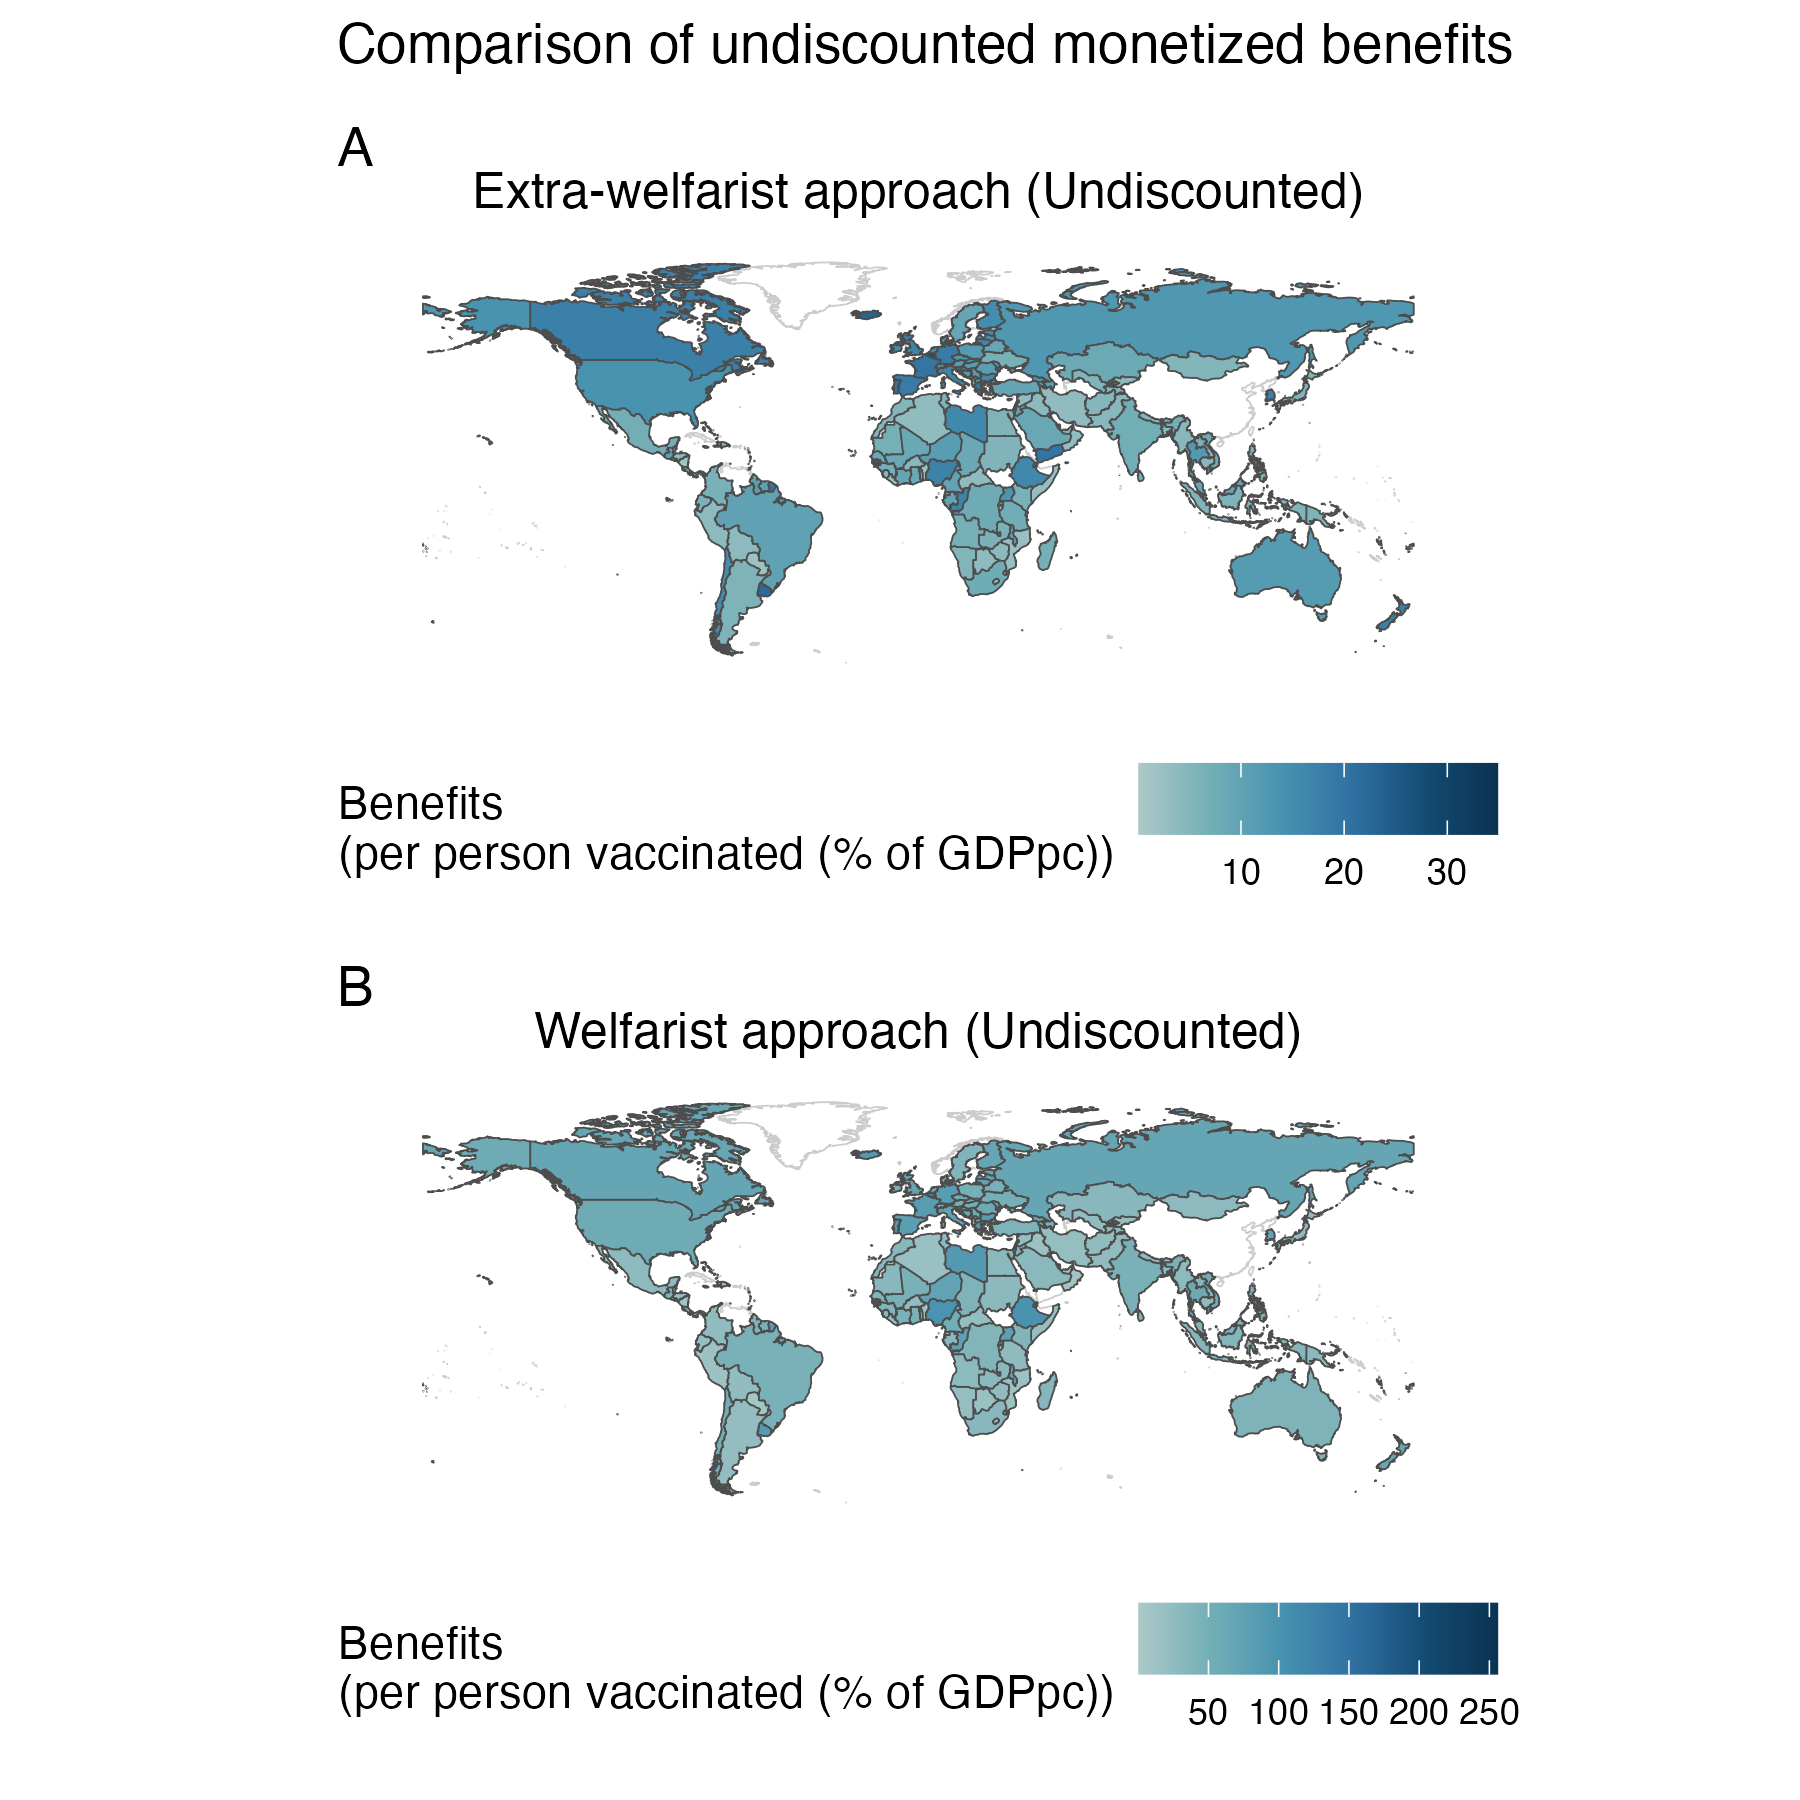 Comparison of undiscounted monetized benefits
A
Extra-welfarist approach (Undiscounted)
Benefits
(per person vaccinated (% of GDPpc))
10 20 30
B
Welfarist approach (Undiscounted)
Benefits
(per person vaccinated (% of GDPpc))
50 100 150 200 250